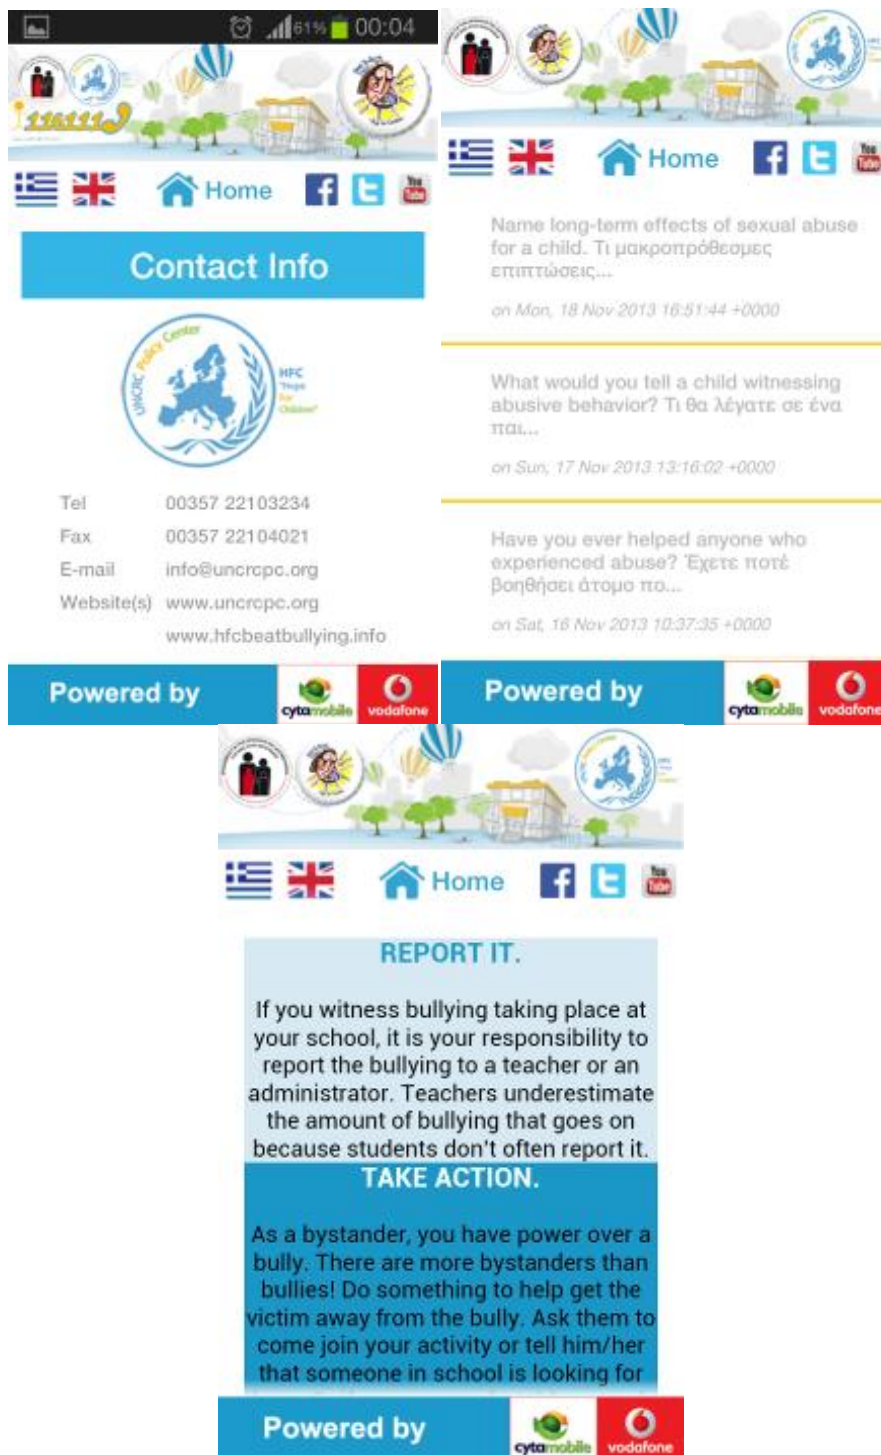 61% 00:04
116111
Home
You
Tube
Contact Info
UNCRC Policy Center
HFC
"Hope
For
Children"
Tel 00357 22103234
Fax 00357 22104021
E-mail info@uncrcpc.org
Website(s) www.uncrcpc.org
www.hfcbeatbullying.info
Powered by
cytamobile
vodafone
Home
You
Tube
Name long-term effects of sexual abuse
for a child. Τι μακροπρόθεσμες
επιπτώσεις...
on Mon, 18 Nov 2013 16:51:44 +0000
What would you tell a child witnessing
abusive behavior? Τι θα λέγατε σε ένα
παι...
on Sun, 17 Nov 2013 13:16:02 +0000
Have you ever helped anyone who
experienced abuse? Έχετε ποτέ
βοηθήσει άτομο πο...
on Sat, 16 Nov 2013 10:37:35 +0000
Powered by
cytamobile
vodafone
Home
You
Tube
REPORT IT.
If you witness bullying taking place at
your school, it is your responsibility to
report the bullying to a teacher or an
administrator. Teachers underestimate
the amount of bullying that goes on
because students don't often report it.
TAKE ACTION.
As a bystander, you have power over a
bully. There are more bystanders than
bullies! Do something to help get the
victim away from the bully. Ask them to
come join your activity or tell him/her
that someone in school is looking for
Powered by
cytamobile
vodafone